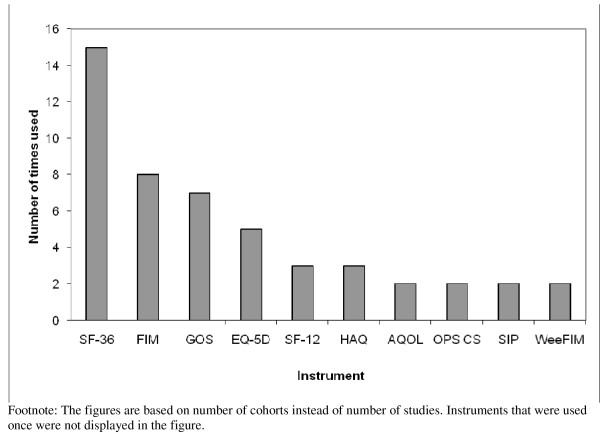 16
14
12
10
8
6
4
2
0
Number of times used
SF-36 FIM GOS EQ-5D SF-12 HAQ AQOL OPS CS SIP WeeFIM
Instrument
Footnote: The figures are based on number of cohorts instead of number of studies. Instruments that were used
once were not displayed in the figure.